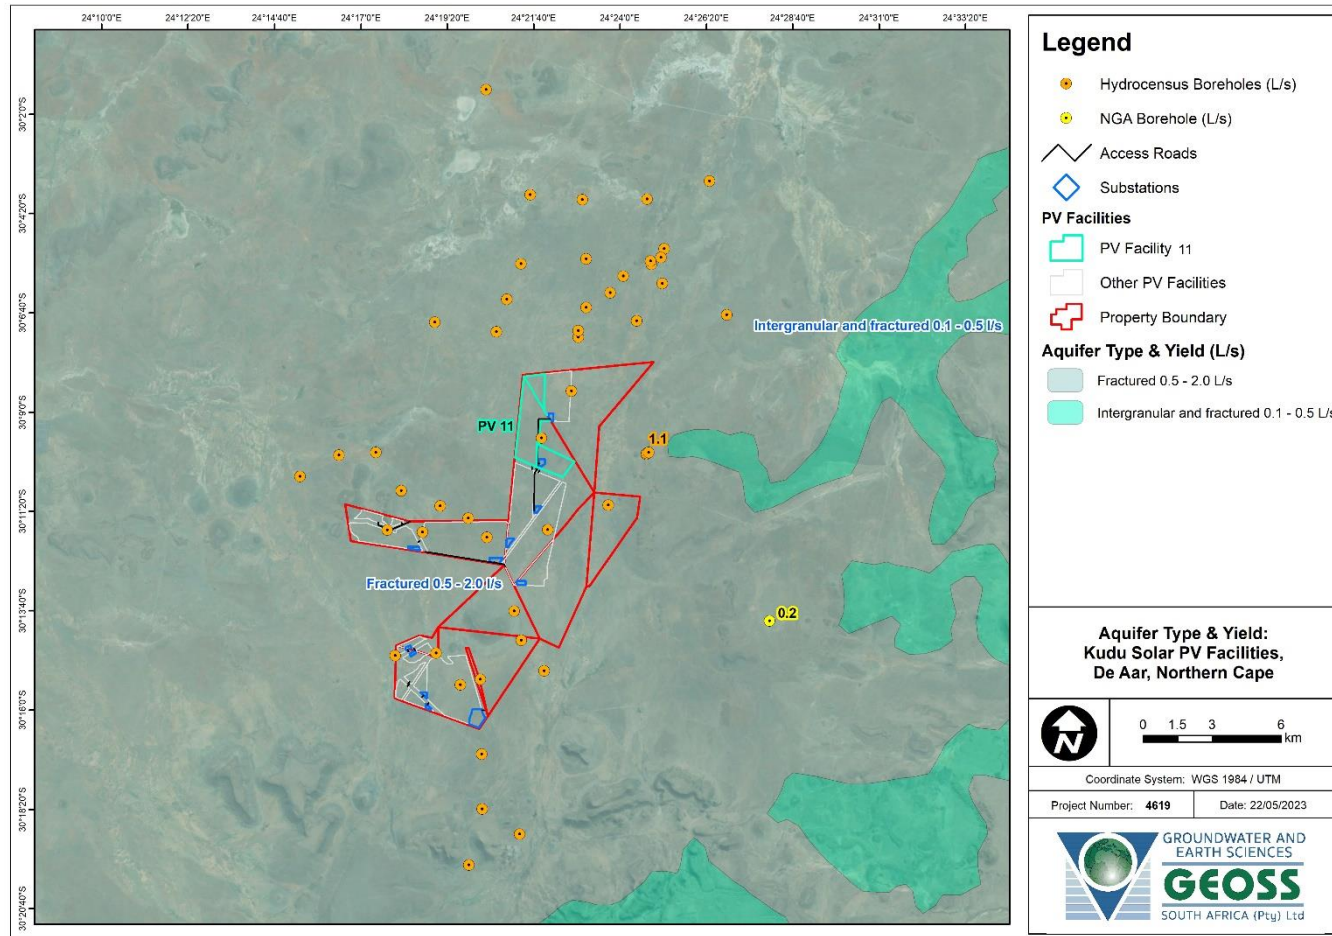 24°10'0"E 24°12'20"E 24°14'40"E 24°17'0"E 24°19'20"E 24°21'40"E 24°24'0"E 24°26'20"E 24°28'40"E 24°31'0"E 24°33'20"E
30°2'0"S
30°4'20"S
30°6'40"S
30°9'0"S
30°11'20"S
30°13'40"S
30°16'0"S
30°18'20"S
30°20'40"S
Intergranular and fractured 0.1 - 0.5 l/s
PV 11
1.1
Fractured 0.5 - 2.0 l/s
0.2
Legend
Hydrocensus Boreholes (L/s)
NGA Borehole (L/s)
Access Roads
Substations
PV Facilities
PV Facility 11
Other PV Facilities
Property Boundary
Aquifer Type & Yield (L/s)
Fractured 0.5 - 2.0 L/s
Intergranular and fractured 0.1 - 0.5 L/s
Aquifer Type & Yield:
Kudu Solar PV Facilities,
De Aar, Northern Cape
N
0 1.5 3 6
km
Coordinate System: WGS 1984 / UTM
Project Number: 4619 Date: 22/05/2023
GROUNDWATER AND
EARTH SCIENCES
GEOSS
SOUTH AFRICA (Pty) Ltd